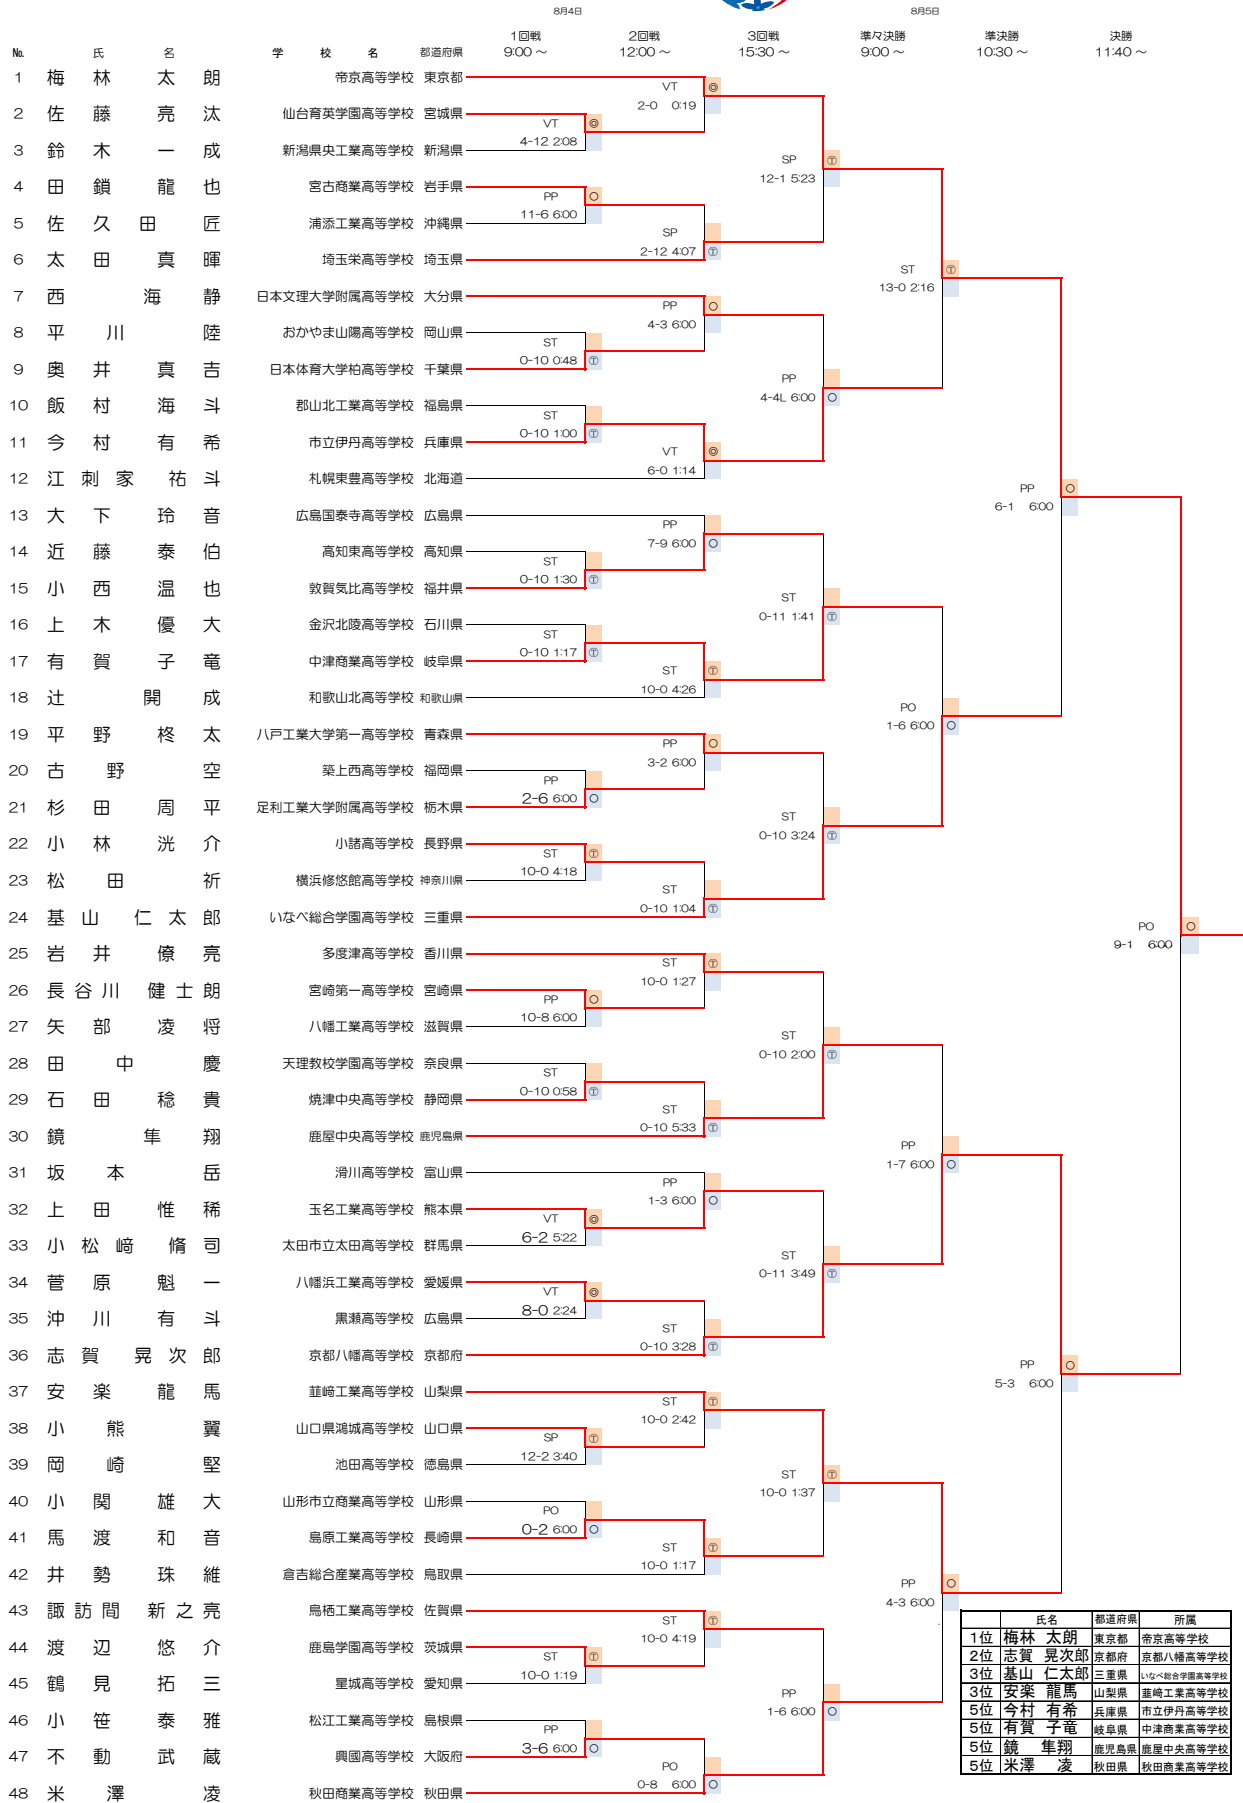 8月4日 8月5日
1回戦 2回戦 3回戦 準々決勝 準決勝 決勝
№ 氏 名 学 校 名 都道府県 9:00～ 12:00～ 15:30～ 9:00～ 10:30～ 11:40～
1 梅林 太朗 帝京高等学校 東京都
VT ◎
2-0 0:19
2 佐藤 亮汰 仙台育英学園高等学校 宮城県
VT ◎
4-12 2:08
3 鈴木 一成 新潟県央工業高等学校 新潟県
SP Ⓣ
12-1 5:23
4 田鎖 龍也 宮古商業高等学校 岩手県
PP ○
11-6 6:00
5 佐久田 匠 浦添工業高等学校 沖縄県
SP
2-12 4:07 Ⓣ
6 太田 真暉 埼玉栄高等学校 埼玉県
ST Ⓣ
13-0 2:16
7 西 海静 日本文理大学附属高等学校 大分県
PP ○
4-3 6:00
8 平川 陸 おかやま山陽高等学校 岡山県
ST
0-10 0:48 Ⓣ
9 奥井 真吉 日本体育大学柏高等学校 千葉県
PP
4-4L 6:00 ○
10 飯村 海斗 郡山北工業高等学校 福島県
ST
0-10 1:00 Ⓣ
11 今村 有希 市立伊丹高等学校 兵庫県
VT ◎
6-0 1:14
12 江刺家 祐斗 札幌東豊高等学校 北海道
PP ○
6-1 6:00
13 大下 玲音 広島国泰寺高等学校 広島県
PP
7-9 6:00 ○
14 近藤 泰伯 高知東高等学校 高知県
ST
0-10 1:30 Ⓣ
15 小西 温也 敦賀気比高等学校 福井県
ST
0-11 1:41 Ⓣ
16 上木 優大 金沢北陵高等学校 石川県
ST
0-10 1:17 Ⓣ
17 有賀 子竜 中津商業高等学校 岐阜県
ST Ⓣ
10-0 4:26
18 辻 開成 和歌山北高等学校 和歌山県
PO
1-6 6:00 ○
19 平野 柊太 八戸工業大学第一高等学校 青森県
PP ○
3-2 6:00
20 古野 空 築上西高等学校 福岡県
PP
2-6 6:00 ○
21 杉田 周平 足利工業大学附属高等学校 栃木県
ST
0-10 3:24 Ⓣ
22 小林 洸介 小諸高等学校 長野県
ST Ⓣ
10-0 4:18
23 松田 祈 横浜修悠館高等学校 神奈川県
ST
0-10 1:04 Ⓣ
24 基山 仁太郎 いなべ総合学園高等学校 三重県
PO ○
9-1 6:00
25 岩井 僚亮 多度津高等学校 香川県
ST Ⓣ
10-0 1:27
26 長谷川 健士朗 宮崎第一高等学校 宮崎県
PP ○
10-8 6:00
27 矢部 凌将 八幡工業高等学校 滋賀県
ST
0-10 2:00 Ⓣ
28 田中 慶 天理教校学園高等学校 奈良県
ST
0-10 0:58 Ⓣ
29 石田 稔貴 焼津中央高等学校 静岡県
ST
0-10 5:33 Ⓣ
30 鏡 隼翔 鹿屋中央高等学校 鹿児島県
PP
1-7 6:00 ○
31 坂本 岳 滑川高等学校 富山県
PP
1-3 6:00 ○
32 上田 惟稀 玉名工業高等学校 熊本県
VT ◎
6-2 5:22
33 小松﨑 脩司 太田市立太田高等学校 群馬県
ST
0-11 3:49 Ⓣ
34 菅原 魁一 八幡浜工業高等学校 愛媛県
VT ◎
8-0 2:24
35 沖川 有斗 黒瀬高等学校 広島県
ST
0-10 3:28 Ⓣ
36 志賀 晃次郎 京都八幡高等学校 京都府
PP ○
5-3 6:00
37 安楽 龍馬 韮崎工業高等学校 山梨県
ST Ⓣ
10-0 2:42
38 小熊 翼 山口県鴻城高等学校 山口県
SP Ⓣ
12-2 3:40
39 岡崎 堅 池田高等学校 徳島県
ST Ⓣ
10-0 1:37
40 小関 雄大 山形市立商業高等学校 山形県
PO
0-2 6:00 ○
41 馬渡 和音 島原工業高等学校 長崎県
ST Ⓣ
10-0 1:17
42 井勢 珠維 倉吉総合産業高等学校 鳥取県
PP ○
4-3 6:00
43 諏訪間 新之亮 鳥栖工業高等学校 佐賀県
ST Ⓣ
10-0 4:19
44 渡辺 悠介 鹿島学園高等学校 茨城県
ST Ⓣ
10-0 1:19
45 鶴見 拓三 星城高等学校 愛知県
PP
1-6 6:00 ○
46 小笹 泰雅 松江工業高等学校 島根県
PP
3-6 6:00 ○
47 不動 武蔵 興國高等学校 大阪府
PO
0-8 6:00 ○
48 米澤 凌 秋田商業高等学校 秋田県
氏名 都道府県 所属
1位 梅林 太朗 東京都 帝京高等学校
2位 志賀 晃次郎 京都府 京都八幡高等学校
3位 基山 仁太郎 三重県 いなべ総合学園高等学校
3位 安楽 龍馬 山梨県 韮崎工業高等学校
5位 今村 有希 兵庫県 市立伊丹高等学校
5位 有賀 子竜 岐阜県 中津商業高等学校
5位 鏡 隼翔 鹿児島県 鹿屋中央高等学校
5位 米澤 凌 秋田県 秋田商業高等学校